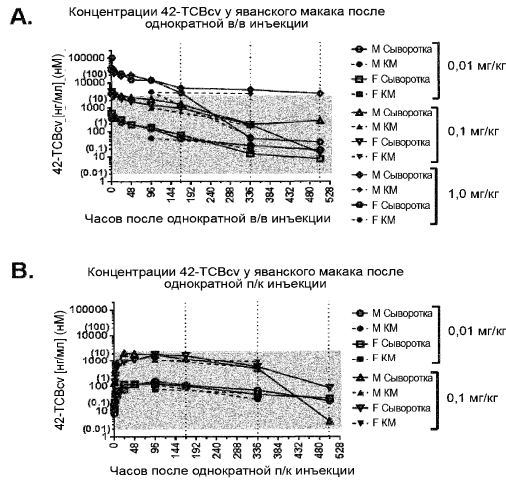 A.
Концентрации 42-TCBcv у яванского макака после
однократной в/в инъекции
42-TCBcv [нг/мл] (нМ)
100000
(100)
1000
(10)
(1)
100
10
(0.1)
1
(0.01)
0 48 96 144 192 240 288 336 384 432 480 528
Часов после однократной в/в инъекции
М Сыворотка
М КМ
F Сыворотка
F КМ
0,01 мг/кг
М Сыворотка
М КМ
F Сыворотка
F КМ
0,1 мг/кг
М Сыворотка
М КМ
F Сыворотка
F КМ
1,0 мг/кг
B.
Концентрации 42-TCBcv у яванского макака после
однократной п/к инъекции
42-TCBcv [нг/мл] (нМ)
100000
(100)
1000
(10)
(1)
100
(0.1)
10
1
(0.01)
0 48 96 144 192 240 288 336 384 432 480 528
Часов после однократной п/к инъекции
М Сыворотка
М КМ
F Сыворотка
F КМ
0,01 мг/кг
М Сыворотка
М КМ
F Сыворотка
F КМ
0,1 мг/кг